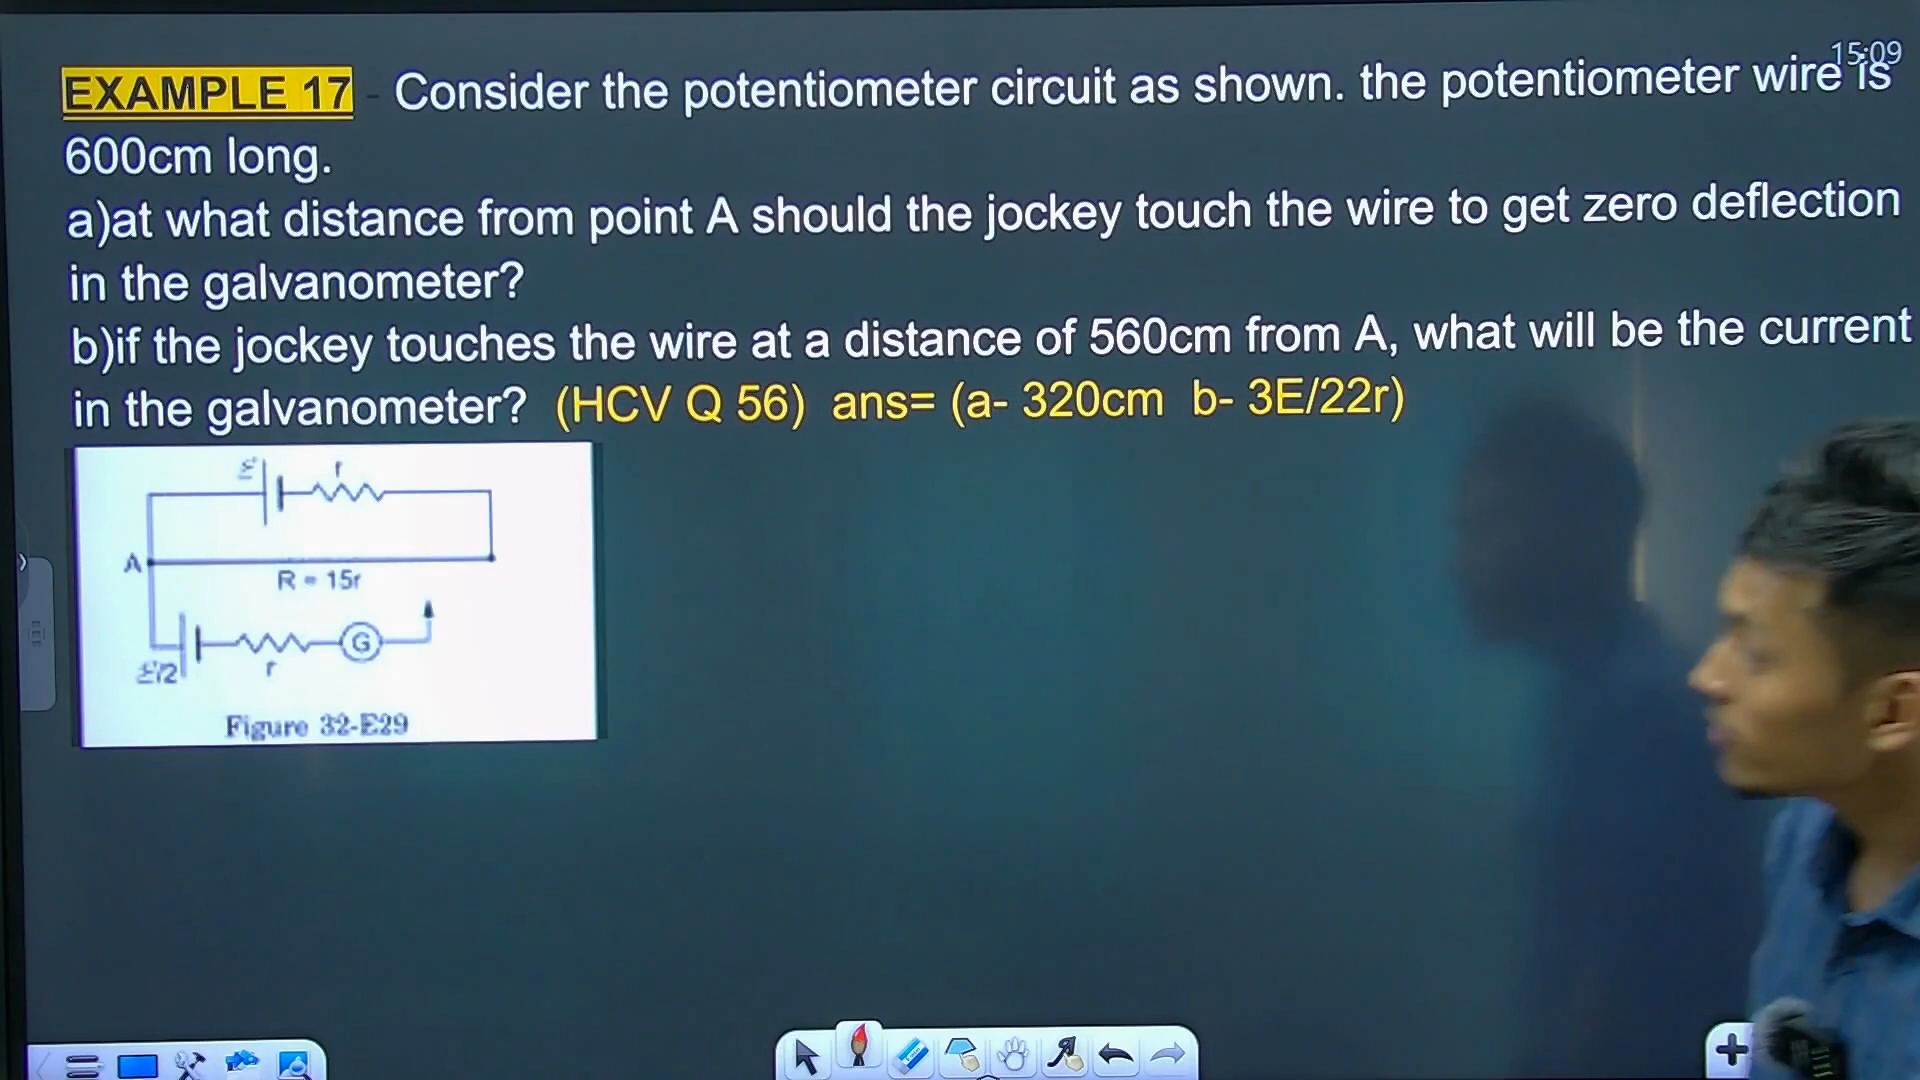 15:09
EXAMPLE 17 - Consider the potentiometer circuit as shown. the potentiometer wire is
600cm long.
a)at what distance from point A should the jockey touch the wire to get zero deflection
in the galvanometer?
b)if the jockey touches the wire at a distance of 560cm from A, what will be the current
in the galvanometer? (HCV Q 56) ans= (a- 320cm b- 3E/22r)
ℰ r
A
R = 15r
G
ℰ/2 r
Figure 32-E29